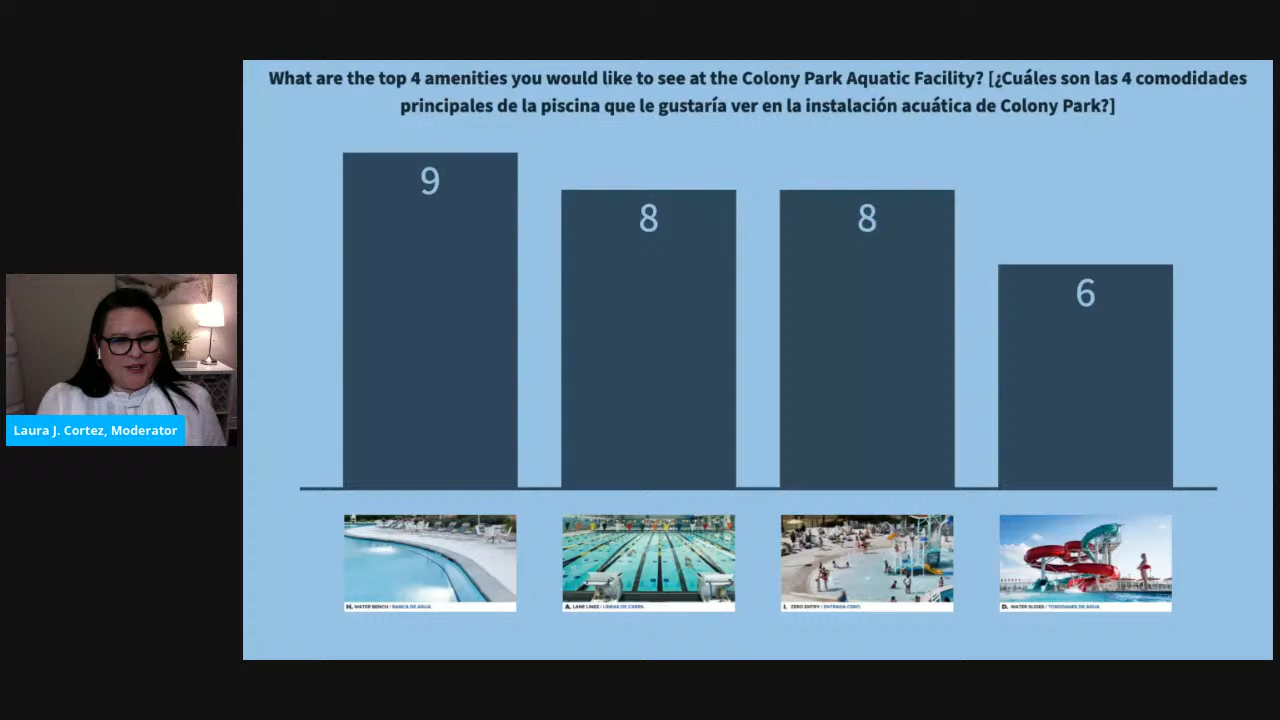 What are the top 4 amenities you would like to see at the Colony Park Aquatic Facility? [¿Cuáles son las 4 comodidades
principales de la piscina que le gustaría ver en la instalación acuática de Colony Park?]
9
8
8
6
Laura J. Cortez, Moderator
H. WATER BENCH / BANCA DE AGUA
A. LANE LINES / LÍNEAS DE CARRIL
I. ZERO ENTRY / ENTRADA CERO
D. WATER SLIDES / TOBOGANES DE AGUA